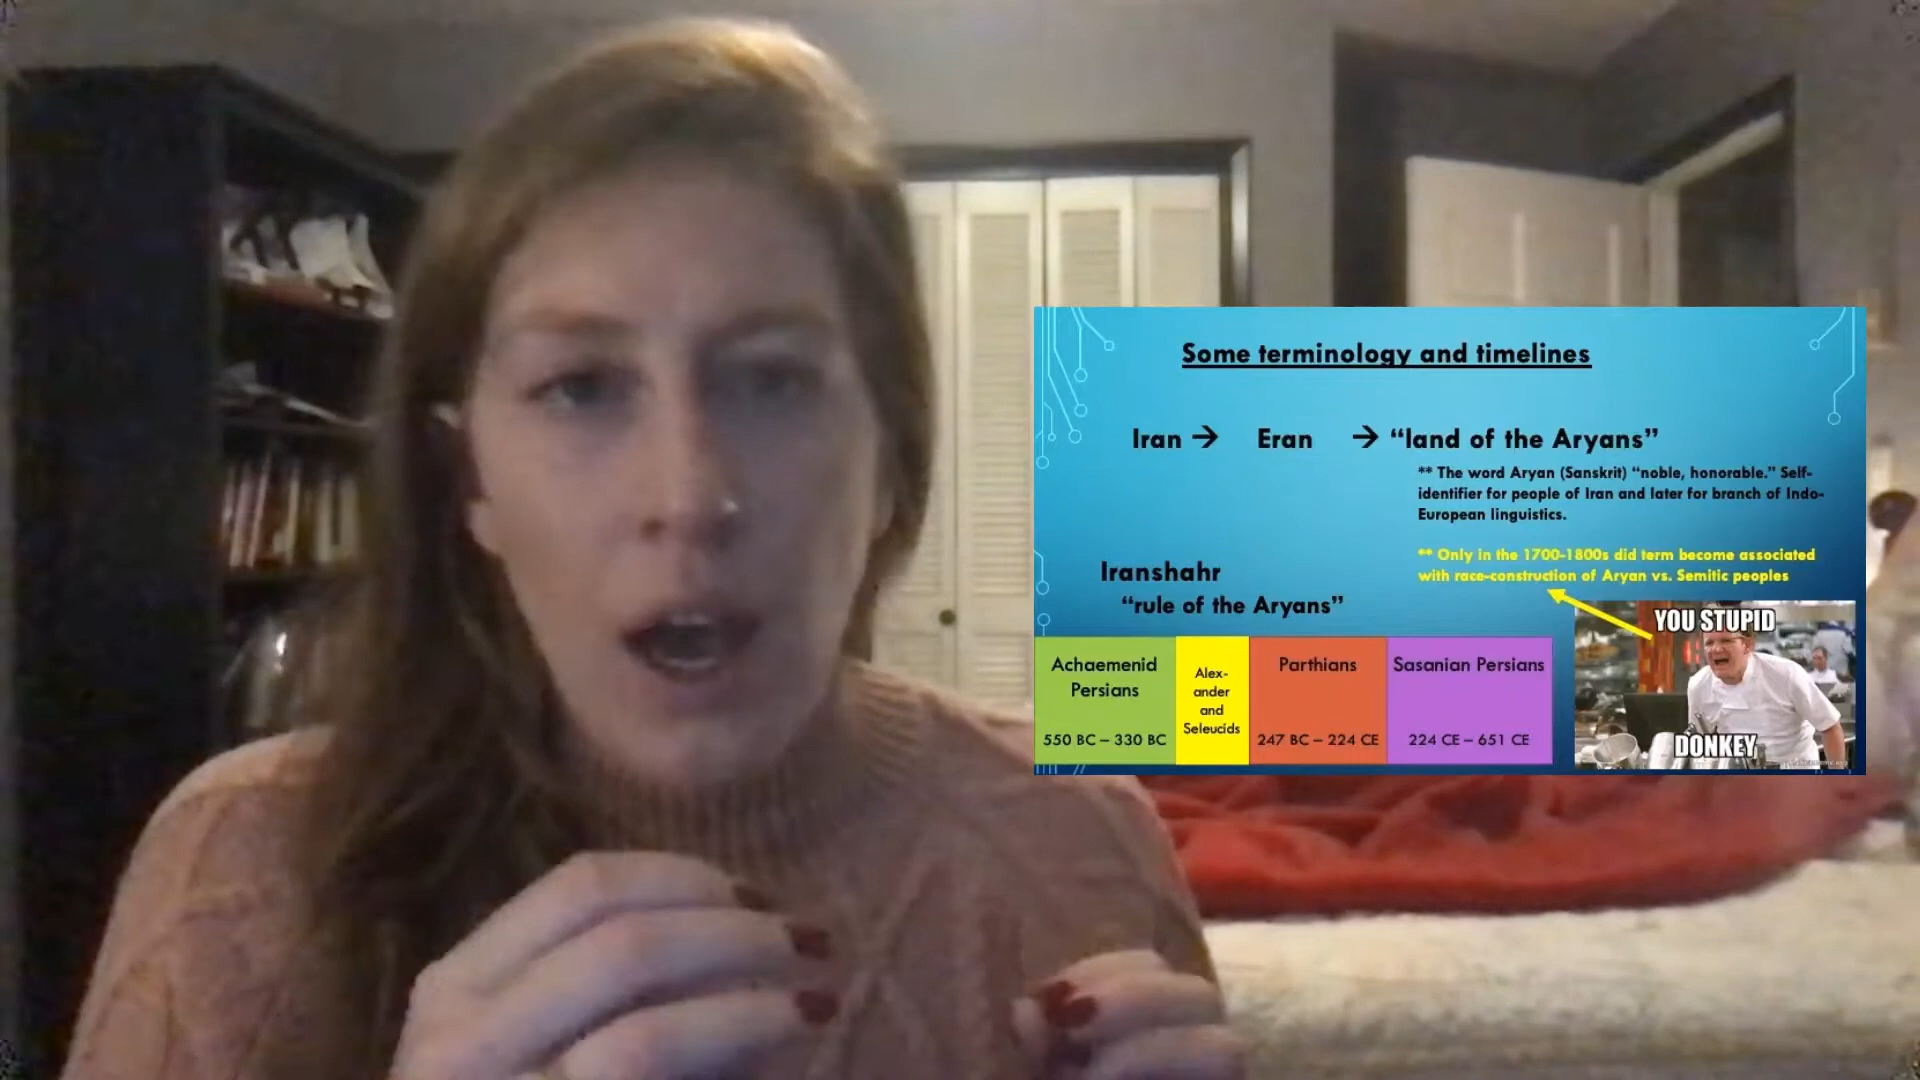 Some terminology and timelines
Iran → Eran → “land of the Aryans”
** The word Aryan (Sanskrit) “noble, honorable.” Self-
identifier for people of Iran and later for branch of Indo-
European linguistics.
** Only in the 1700-1800s did term become associated
with race-construction of Aryan vs. Semitic peoples
Iranshahr
“rule of the Aryans”
YOU STUPID
DONKEY
Achaemenid
Persians
550 BC – 330 BC
Alex-
ander
and
Seleucids
Parthians
247 BC – 224 CE
Sasanian Persians
224 CE – 651 CE